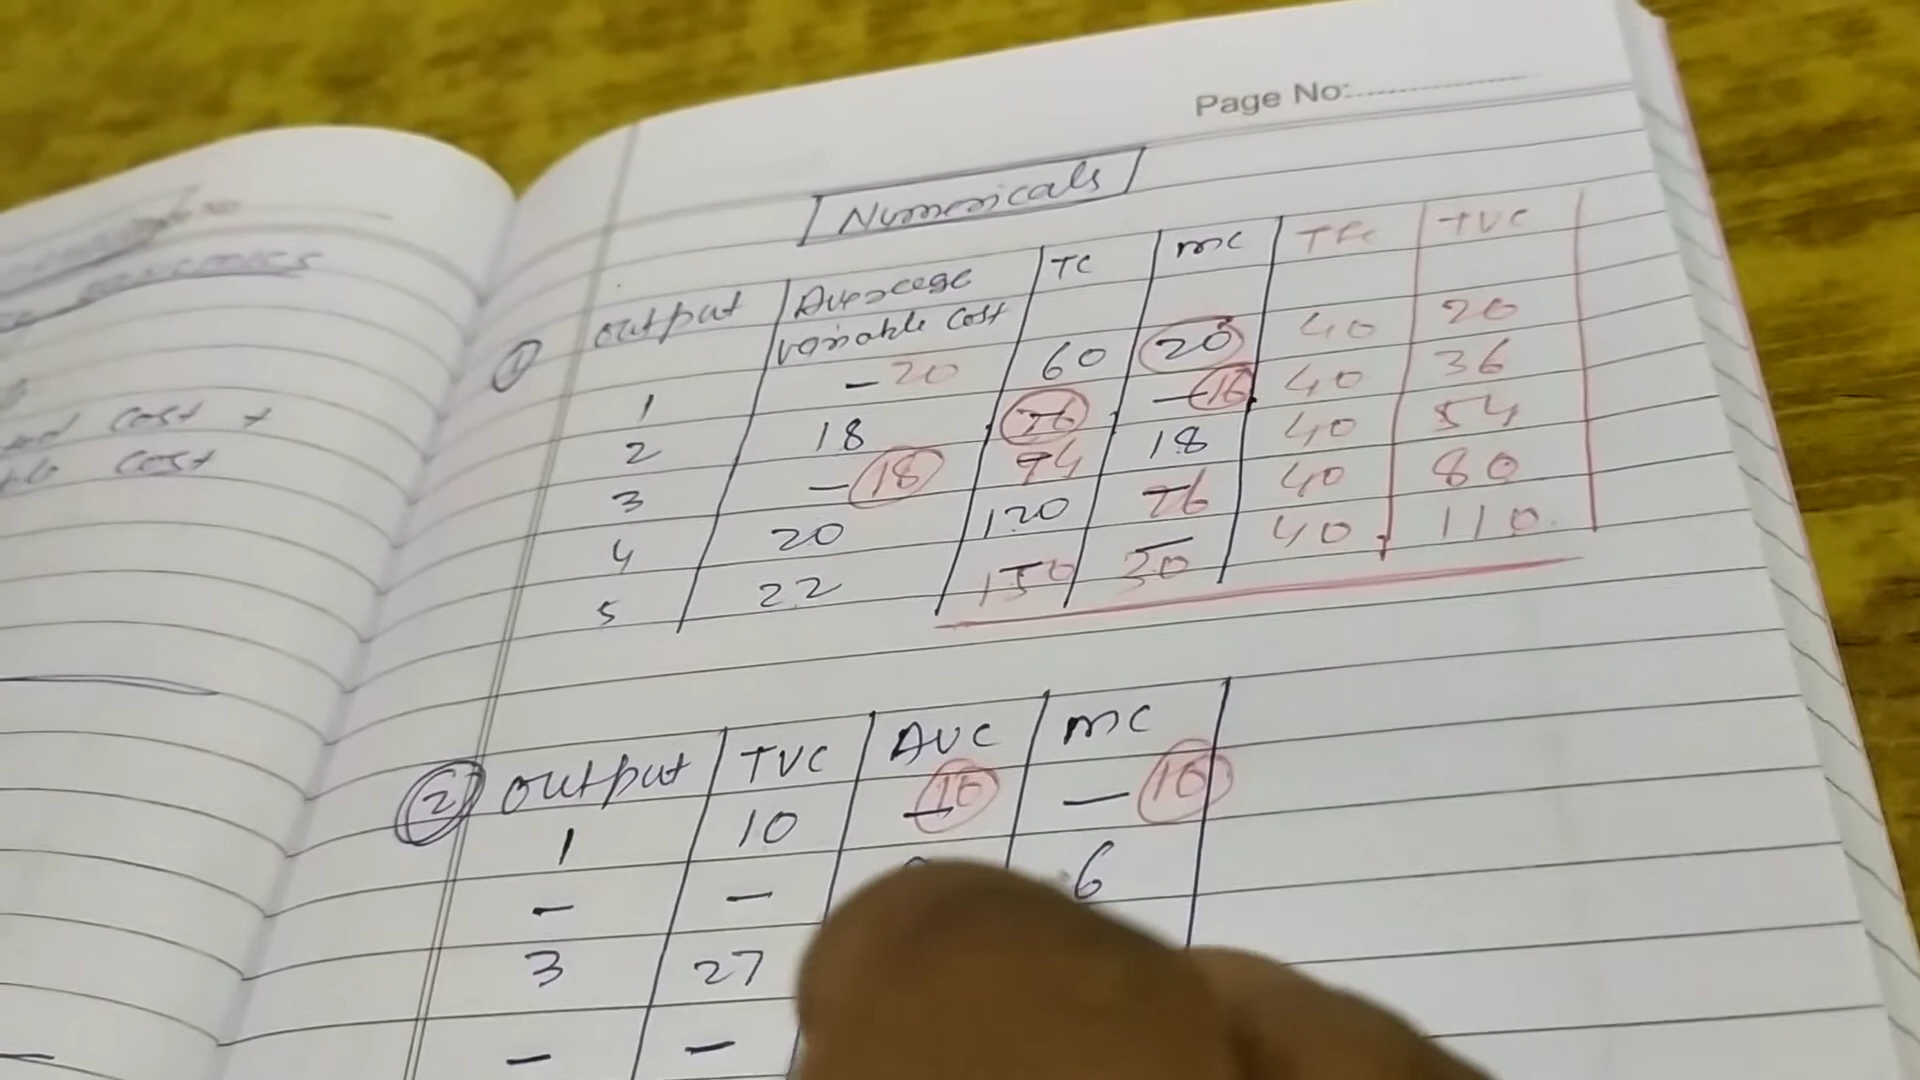 Page No:
Numericals
① output Average variable cost TC MC TFC TVC
1 – 20 60 20 40 20
2 18 76 – 16 40 36
3 – 18 94 18 40 54
4 20 120 – 26 40 80
5 22 150 – 30 40 110
② output TVC AVC MC
1 10 – 10 – 10
– – 6
3 27
– –
cost +
cost